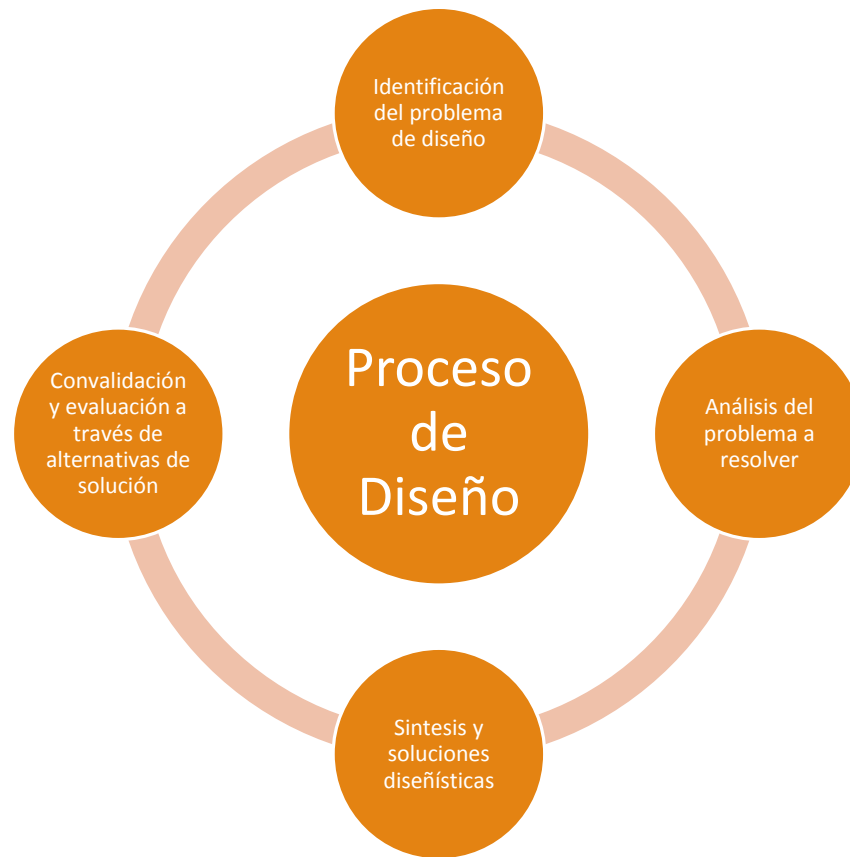 Identificación
del problema
de diseño
Convalidación
y evaluación a
través de
alternativas de
solución
Proceso
de
Diseño
Análisis del
problema a
resolver
Sintesis y
soluciones
diseñísticas